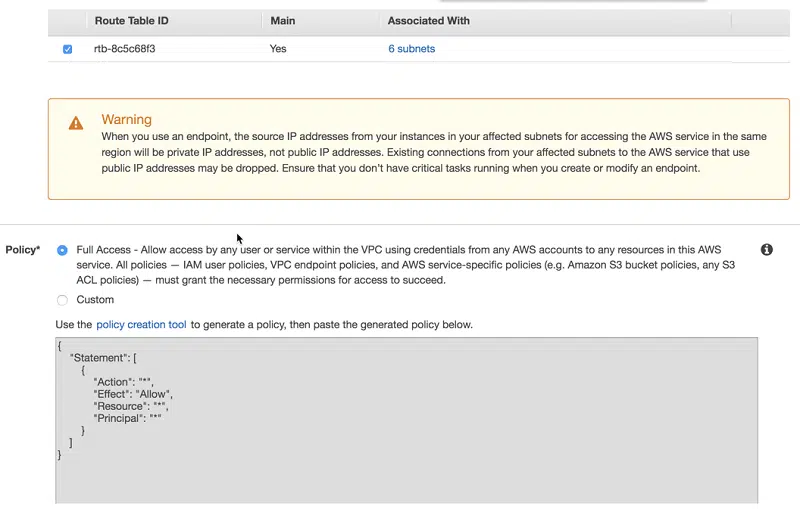 Route Table ID Main Associated With
rtb-8c5c68f3 Yes 6 subnets
Warning
When you use an endpoint, the source IP addresses from your instances in your affected subnets for accessing the AWS service in the same
region will be private IP addresses, not public IP addresses. Existing connections from your affected subnets to the AWS service that use
public IP addresses may be dropped. Ensure that you don't have critical tasks running when you create or modify an endpoint.
Policy* Full Access - Allow access by any user or service within the VPC using credentials from any AWS accounts to any resources in this AWS
service. All policies — IAM user policies, VPC endpoint policies, and AWS service-specific policies (e.g. Amazon S3 bucket policies, any S3
ACL policies) — must grant the necessary permissions for access to succeed.
Custom
Use the policy creation tool to generate a policy, then paste the generated policy below.
{
"Statement": [
{
"Action": "*",
"Effect": "Allow",
"Resource": "*",
"Principal": "*"
}
]
}